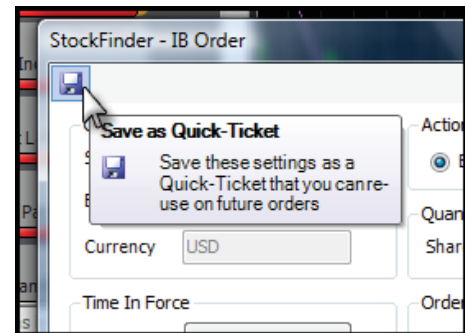 StockFinder - IB Order
Save as Quick-Ticket
Action
Save these settings as a
Quick-Ticket that you can re-
use on future orders
Quan
Currency
USD
Shar
Time In Force
Order